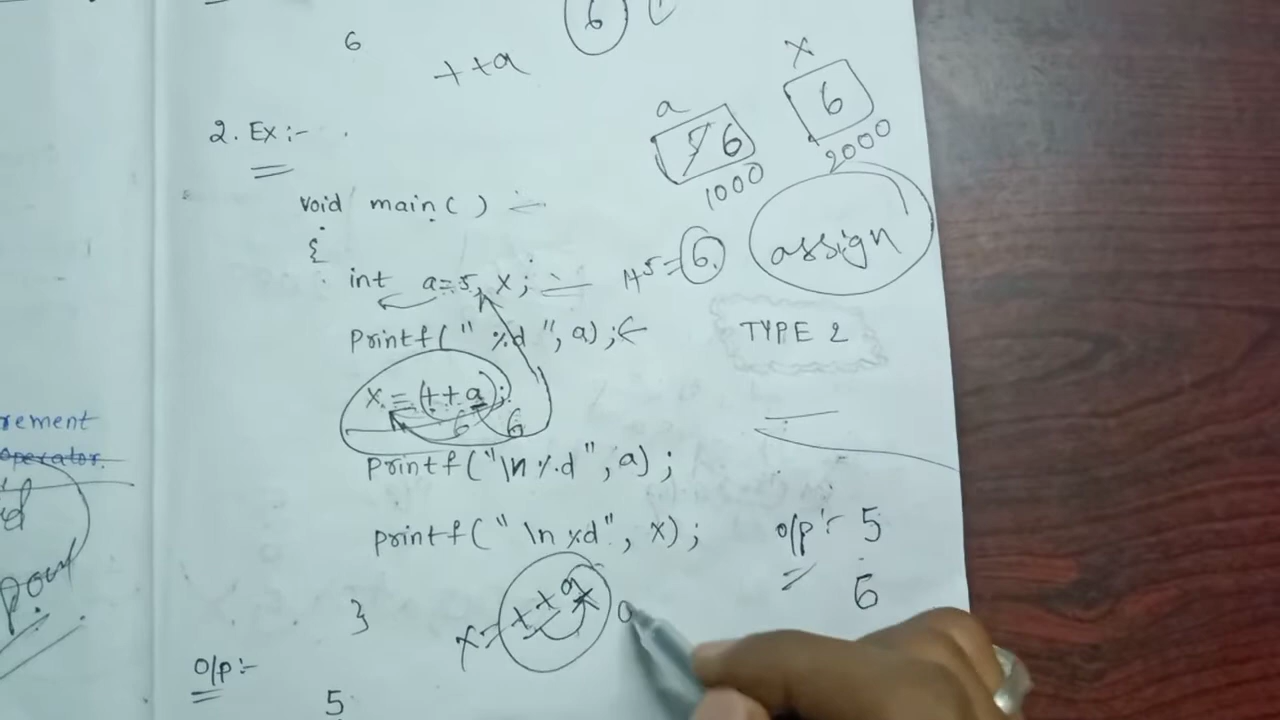 6
++a
6
x
6
2000
a
5 6
1000
2. Ex :-
void main( )
{
int a=5, x;
1+5=6
assign
printf(" %d ", a);
TYPE 2
x = (++a);
6 6
printf("\n %d", a);
printf(" \n %d", x);
o/p :- 5
6
x = ++a
}
o/p :-
5
rement
operator.